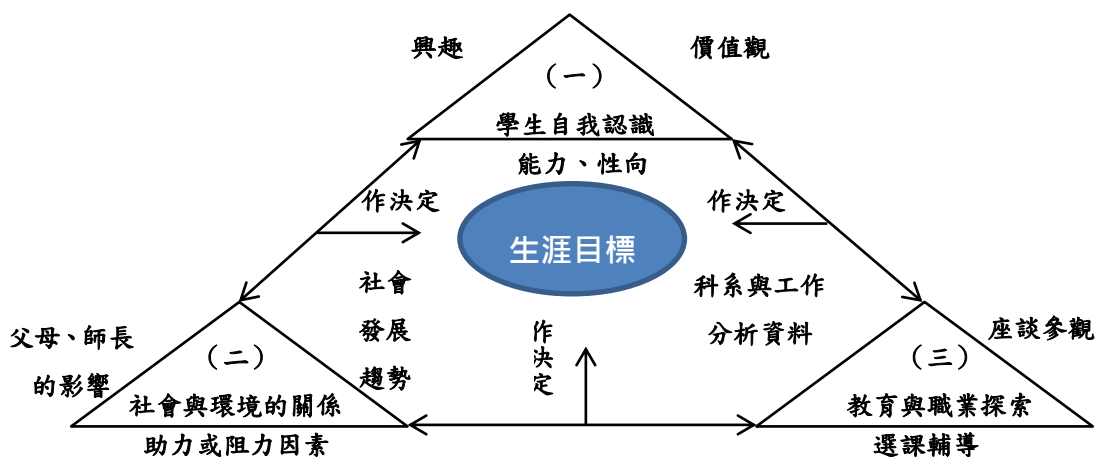 興趣
價值觀
（一）
學生自我認識
能力、性向
作決定
作決定
生涯目標
社會
發展
趨勢
科系與工作
分析資料
作決定
父母、師長
的影響
（二）
社會與環境的關係
助力或阻力因素
座談參觀
（三）
教育與職業探索
選課輔導